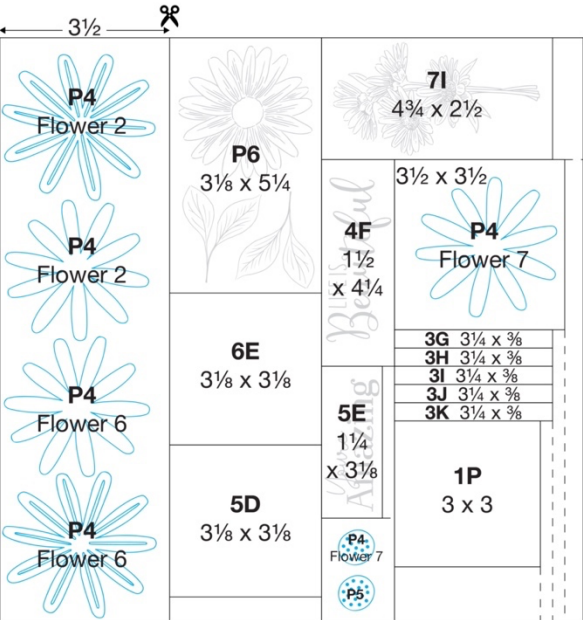 3½
P4
Flower 2
P4
Flower 2
P4
Flower 6
P4
Flower 6
P6
3⅛ x 5¼
6E
3⅛ x 3⅛
5D
3⅛ x 3⅛
7I
4¾ x 2½
4F
1½
x 4¼
Beautiful
3½ x 3½
P4
Flower 7
3G 3¼ x ⅜
3H 3¼ x ⅜
3I 3¼ x ⅜
3J 3¼ x ⅜
3K 3¼ x ⅜
5E
1¼
x 3⅛
Amazing
1P
3 x 3
P4
Flower 7
P5